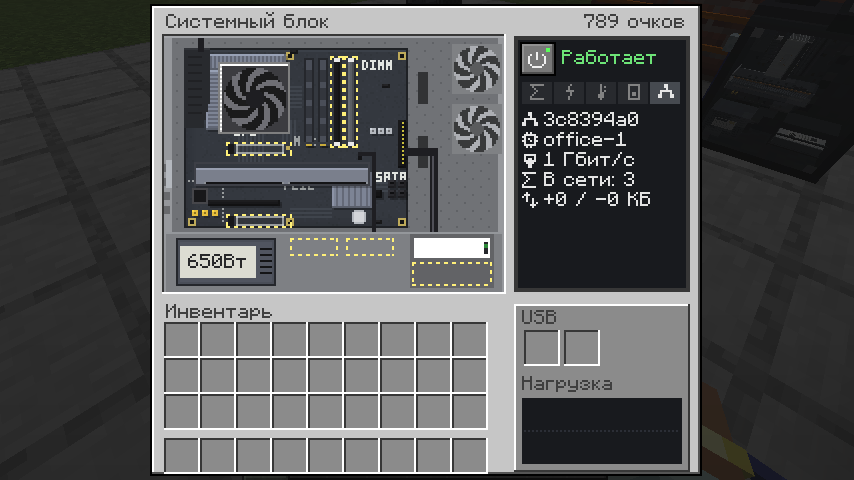 Системный блок
789 очков
DIMM
SATA
650Вт
Работает
3c8394a0
office-1
1 Гбит/с
В сети: 3
+0 / -0 КБ
Инвентарь
USB
Нагрузка